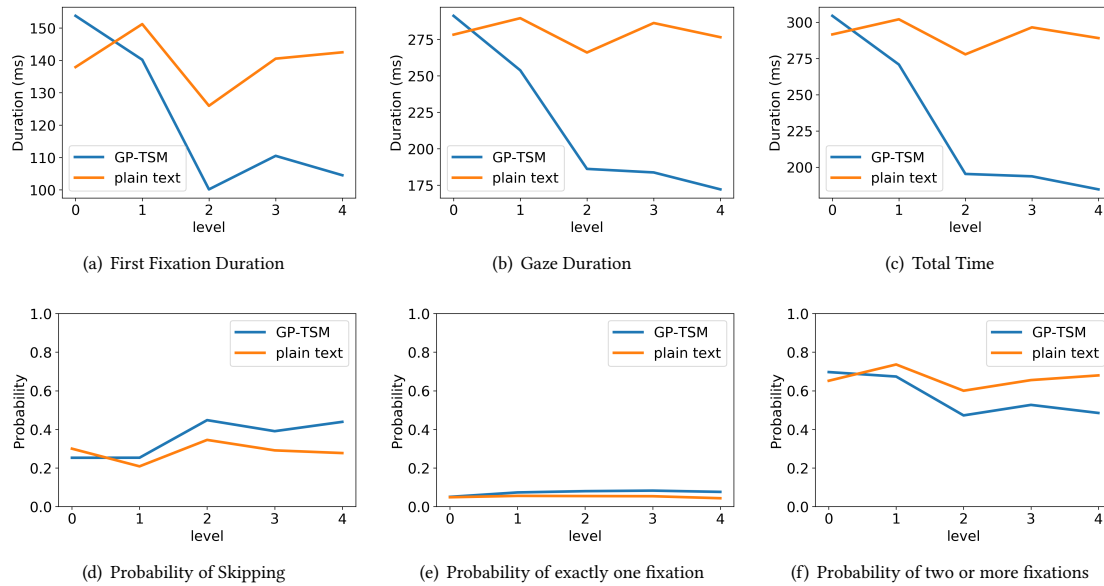 150
140
130
120
110
100
Duration (ms)
GP-TSM
plain text
0 1 2 3 4
level
(a) First Fixation Duration
275
250
225
200
175
Duration (ms)
GP-TSM
plain text
0 1 2 3 4
level
(b) Gaze Duration
300
275
250
225
200
Duration (ms)
GP-TSM
plain text
0 1 2 3 4
level
(c) Total Time
1.0
0.8
0.6
0.4
0.2
0.0
Probability
GP-TSM
plain text
0 1 2 3 4
level
(d) Probability of Skipping
1.0
0.8
0.6
0.4
0.2
0.0
Probability
GP-TSM
plain text
0 1 2 3 4
level
(e) Probability of exactly one fixation
1.0
0.8
0.6
0.4
0.2
0.0
Probability
GP-TSM
plain text
0 1 2 3 4
level
(f) Probability of two or more fixations